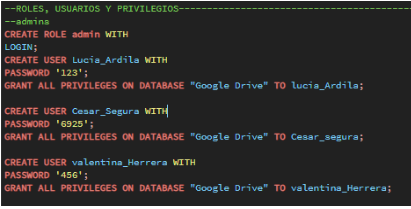 --ROLES, USUARIOS Y PRIVILEGIOS----------------------------------------
--admins
CREATE ROLE admin WITH
LOGIN;
CREATE USER Lucia_Ardila WITH
PASSWORD '123';
GRANT ALL PRIVILEGES ON DATABASE "Google Drive" TO lucia_Ardila;
CREATE USER Cesar_Segura WITH
PASSWORD '6925';
GRANT ALL PRIVILEGES ON DATABASE "Google Drive" TO Cesar_segura;
CREATE USER valentina_Herrera WITH
PASSWORD '456';
GRANT ALL PRIVILEGES ON DATABASE "Google Drive" TO valentina_Herrera;